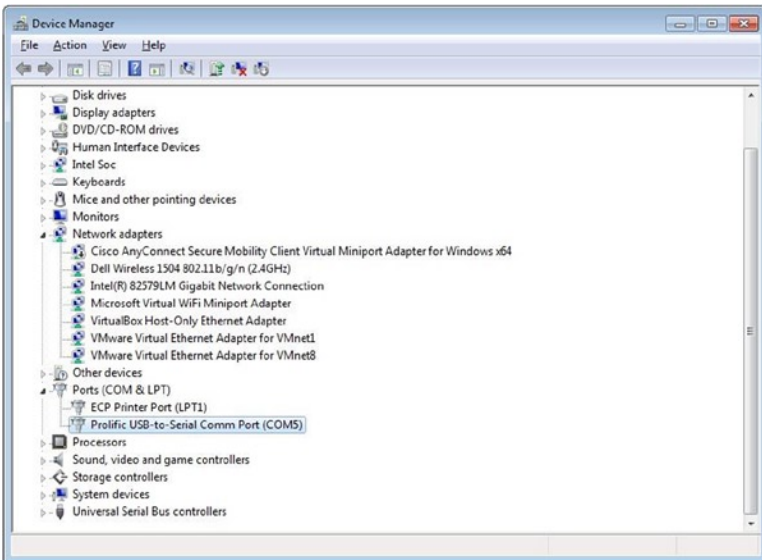 Device Manager
File Action View Help
Disk drives
Display adapters
DVD/CD-ROM drives
Human Interface Devices
Intel Soc
Keyboards
Mice and other pointing devices
Monitors
Network adapters
Cisco AnyConnect Secure Mobility Client Virtual Miniport Adapter for Windows x64
Dell Wireless 1504 802.11b/g/n (2.4GHz)
Intel(R) 82579LM Gigabit Network Connection
Microsoft Virtual WiFi Miniport Adapter
VirtualBox Host-Only Ethernet Adapter
VMware Virtual Ethernet Adapter for VMnet1
VMware Virtual Ethernet Adapter for VMnet8
Other devices
Ports (COM & LPT)
ECP Printer Port (LPT1)
Prolific USB-to-Serial Comm Port (COM5)
Processors
Sound, video and game controllers
Storage controllers
System devices
Universal Serial Bus controllers